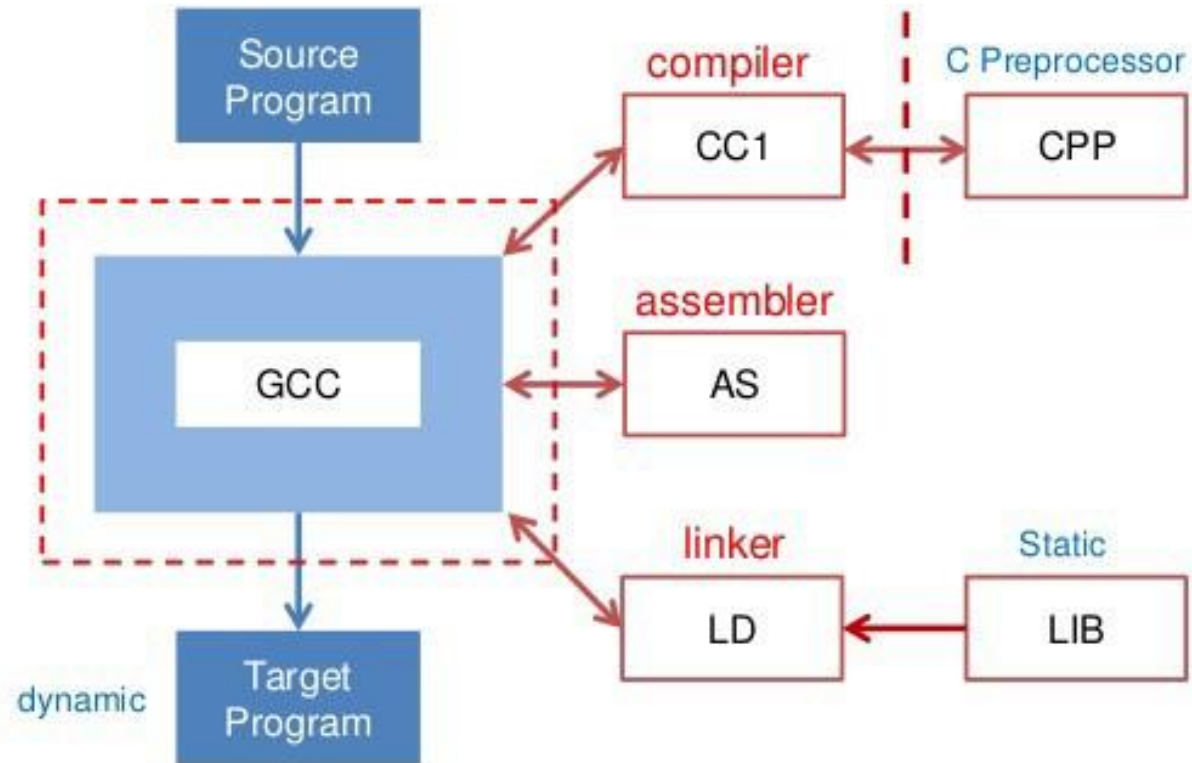 Source
Program
compiler
C Preprocessor
CC1
CPP
assembler
GCC
AS
linker
Static
LD
LIB
dynamic
Target
Program